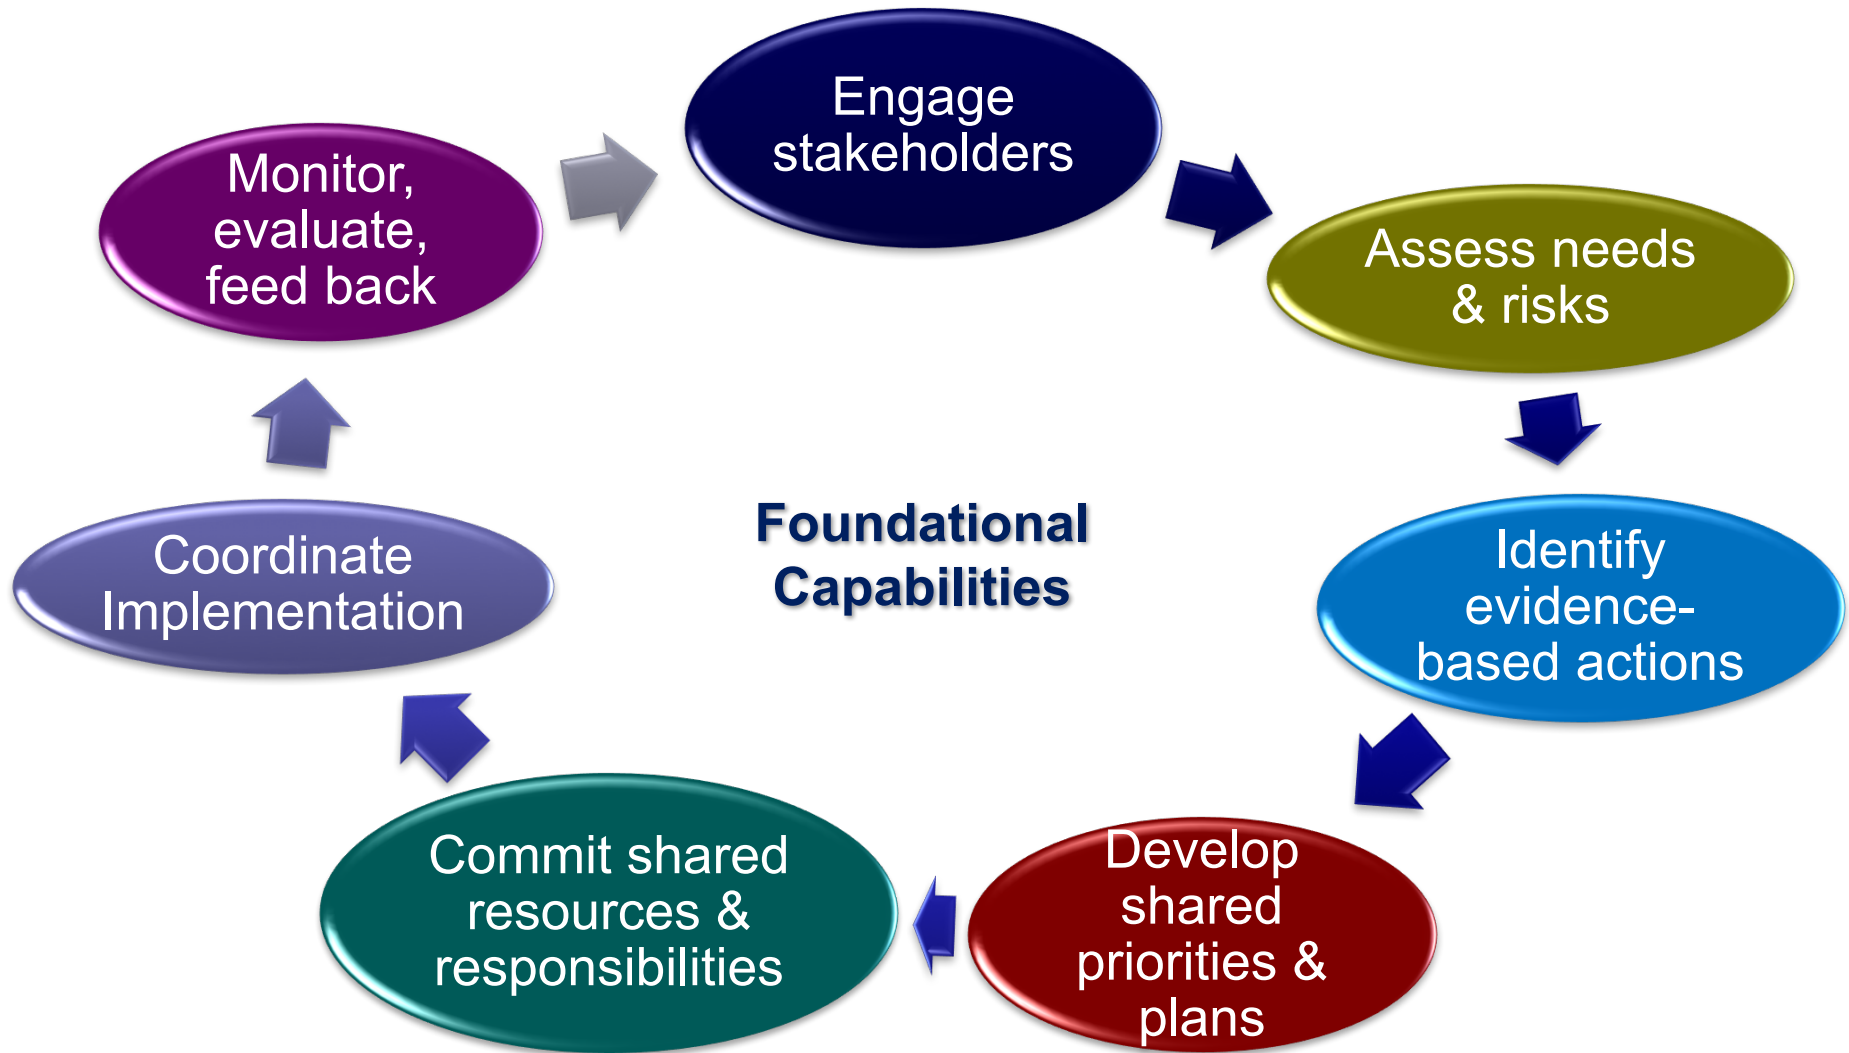 Engage
stakeholders
Assess needs
& risks
Identify
evidence-
based actions
Develop
shared
priorities &
plans
Commit shared
resources &
responsibilities
Coordinate
Implementation
Monitor,
evaluate,
feed back
Foundational
Capabilities